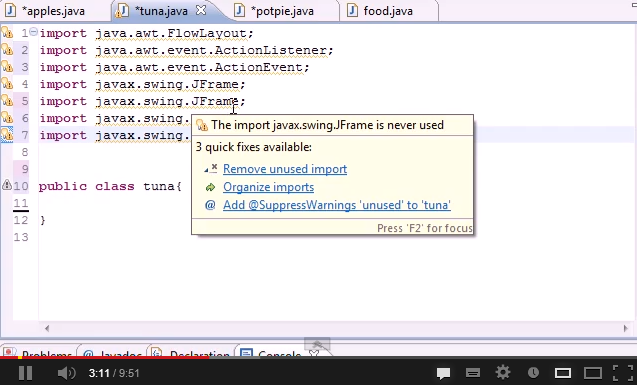 *apples.java *tuna.java *potpie.java food.java
1 import java.awt.FlowLayout;
2 import java.awt.event.ActionListener;
3 import java.awt.event.ActionEvent;
4 import javax.swing.JFrame;
5 import javax.swing.JFrame;
6 import javax.swing.
7 import javax.swing.
The import javax.swing.JFrame is never used
3 quick fixes available:
Remove unused import
Organize imports
@ Add @SuppressWarnings 'unused' to 'tuna'
Press 'F2' for focus
8
9
10 public class tuna{
11
12 }
13
Problems @ Javadoc Declaration Console
3:11 / 9:51